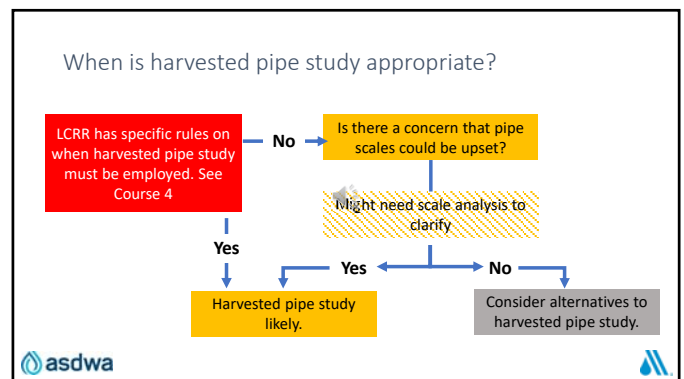 When is harvested pipe study appropriate?
LCRR has specific rules on
when harvested pipe study
must be employed. See
Course 4
No
Is there a concern that pipe
scales could be upset?
Might need scale analysis to
clarify
Yes
Yes
No
Harvested pipe study
likely.
Consider alternatives to
harvested pipe study.
asdwa